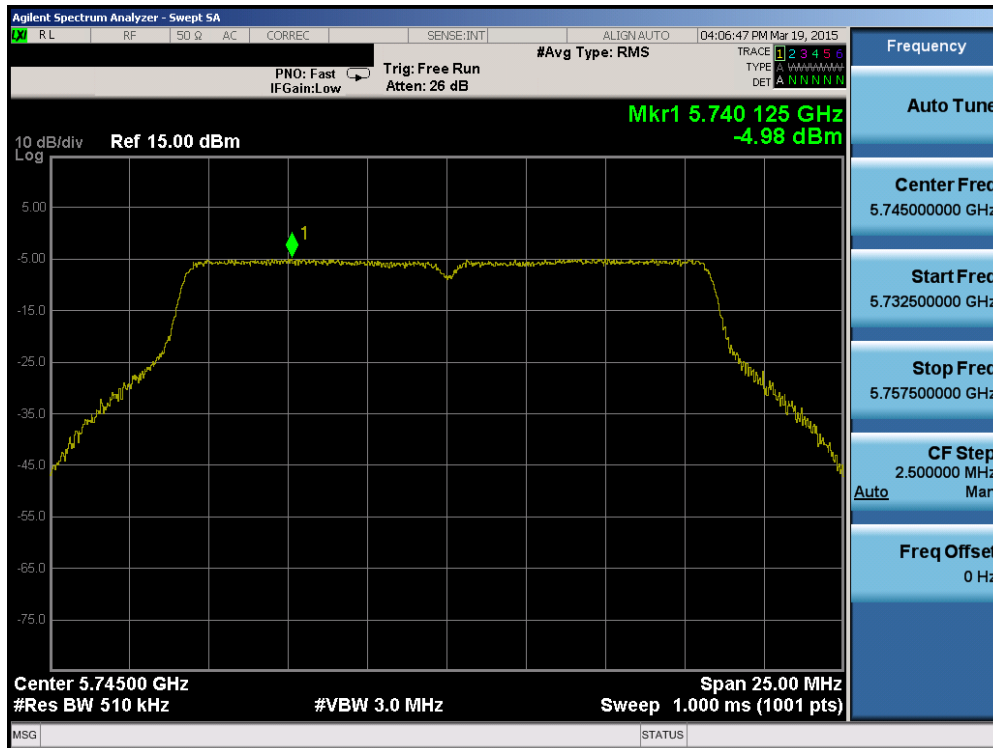 Agilent Spectrum Analyzer - Swept SA
LXI RL RF 50 Ω AC CORREC SENSE:INT ALIGN AUTO 04:06:47 PM Mar 19, 2015
#Avg Type: RMS
TRACE 1 2 3 4 5 6
PNO: Fast Trig: Free Run
TYPE A WWWWW
IFGain:Low Atten: 26 dB
DET A N N N N N
Mkr1 5.740 125 GHz
-4.98 dBm
10 dB/div Ref 15.00 dBm
Log
5.00
1
-5.00
-15.0
-25.0
-35.0
-45.0
-55.0
-65.0
-75.0
Center 5.74500 GHz Span 25.00 MHz
#Res BW 510 kHz #VBW 3.0 MHz Sweep 1.000 ms (1001 pts)
MSG STATUS
Frequency
Auto Tune
Center Freq
5.745000000 GHz
Start Freq
5.732500000 GHz
Stop Freq
5.757500000 GHz
CF Step
2.500000 MHz
Auto Man
Freq Offset
0 Hz